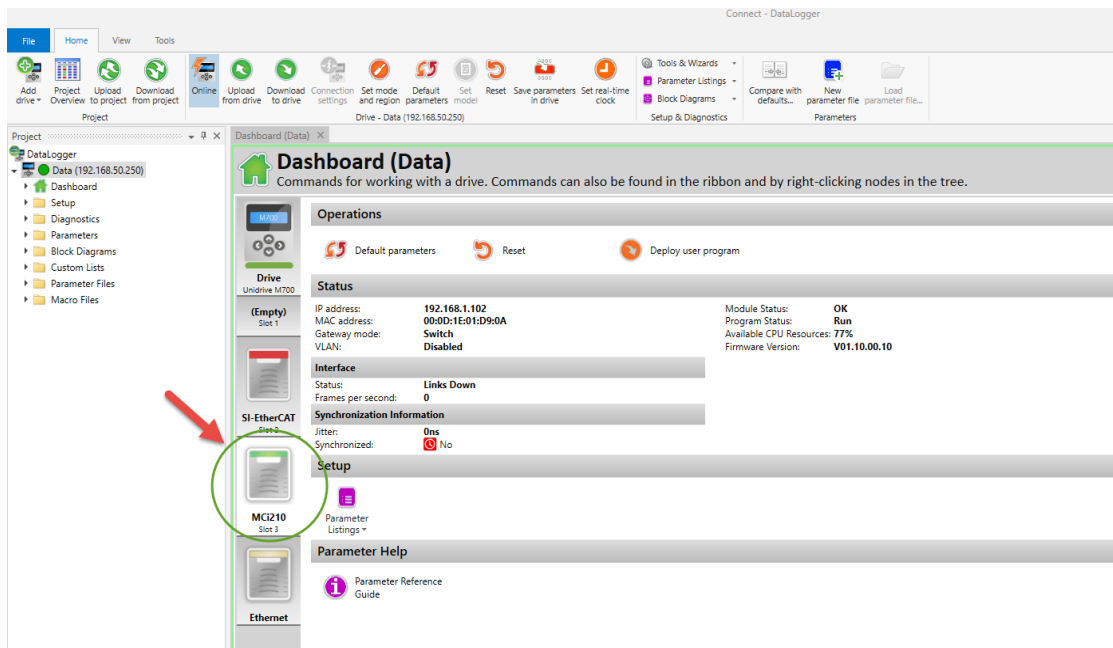 Connect - DataLogger
File Home View Tools
Add drive
Project Overview
Upload to project
Download from project
Online
Upload from drive
Download to drive
Connection settings
Set mode and region
Default parameters
Set model
Reset
Save parameters in drive
Set real-time clock
Tools & Wizards
Parameter Listings
Block Diagrams
Compare with defaults...
New parameter file
Load parameter file...
Project
Drive - Data (192.168.50.250)
Setup & Diagnostics
Parameters
Project
DataLogger
Data (192.168.50.250)
Dashboard
Setup
Diagnostics
Parameters
Block Diagrams
Custom Lists
Parameter Files
Macro Files
Dashboard (Data)
Dashboard (Data)
Commands for working with a drive. Commands can also be found in the ribbon and by right-clicking nodes in the tree.
M700
Drive
Unidrive M700
(Empty)
Slot 1
SI-EtherCAT
Slot 2
MCi210
Slot 3
Ethernet
Operations
Default parameters
Reset
Deploy user program
Status
IP address: 192.168.1.102
MAC address: 00:0D:1E:01:D9:0A
Gateway mode: Switch
VLAN: Disabled
Module Status: OK
Program Status: Run
Available CPU Resources: 77%
Firmware Version: V01.10.00.10
Interface
Status: Links Down
Frames per second: 0
Synchronization Information
Jitter: 0ns
Synchronized: No
Setup
Parameter
Listings
Parameter Help
Parameter Reference
Guide